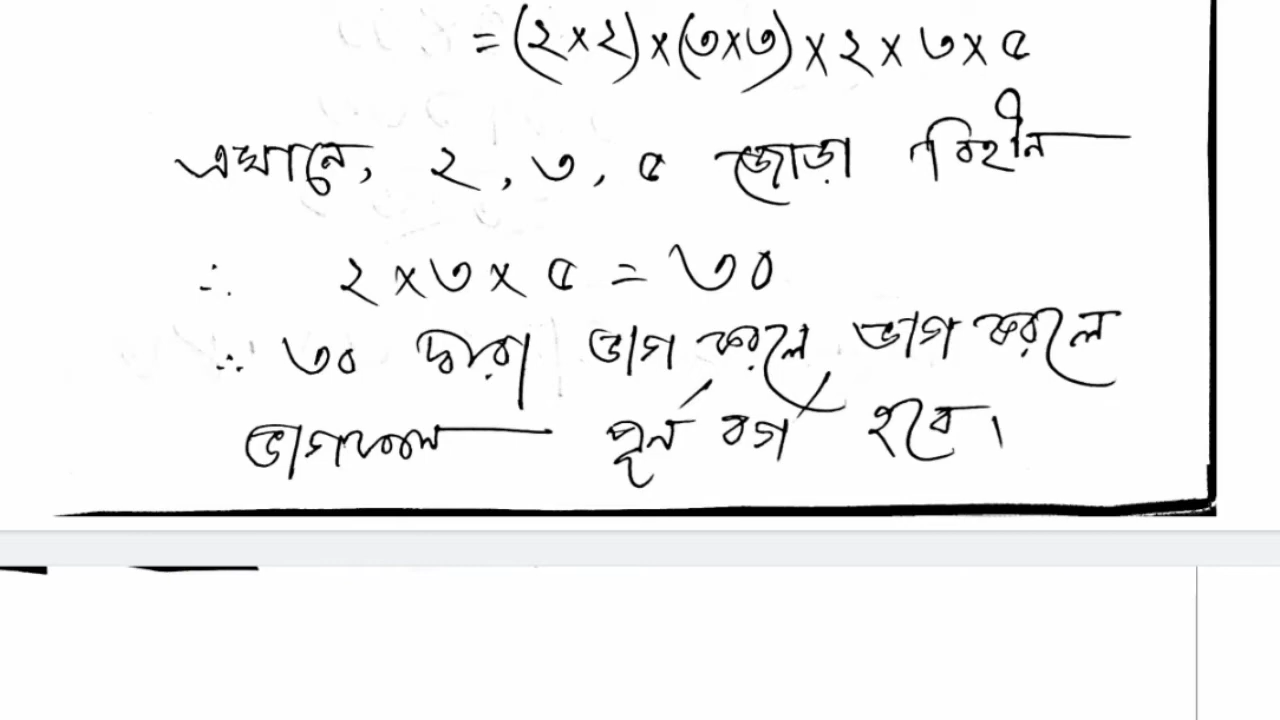 = (২×২)×(৩×৩)×২×৩×৫
এখানে, ২, ৩, ৫ জোড়া বিহীন
∴ ২×৩×৫ = ৩০
∴ ৩০ দ্বারা ভাগ করলে ভাগ করলে
ভাগফল পূর্ন বর্গ হবে।